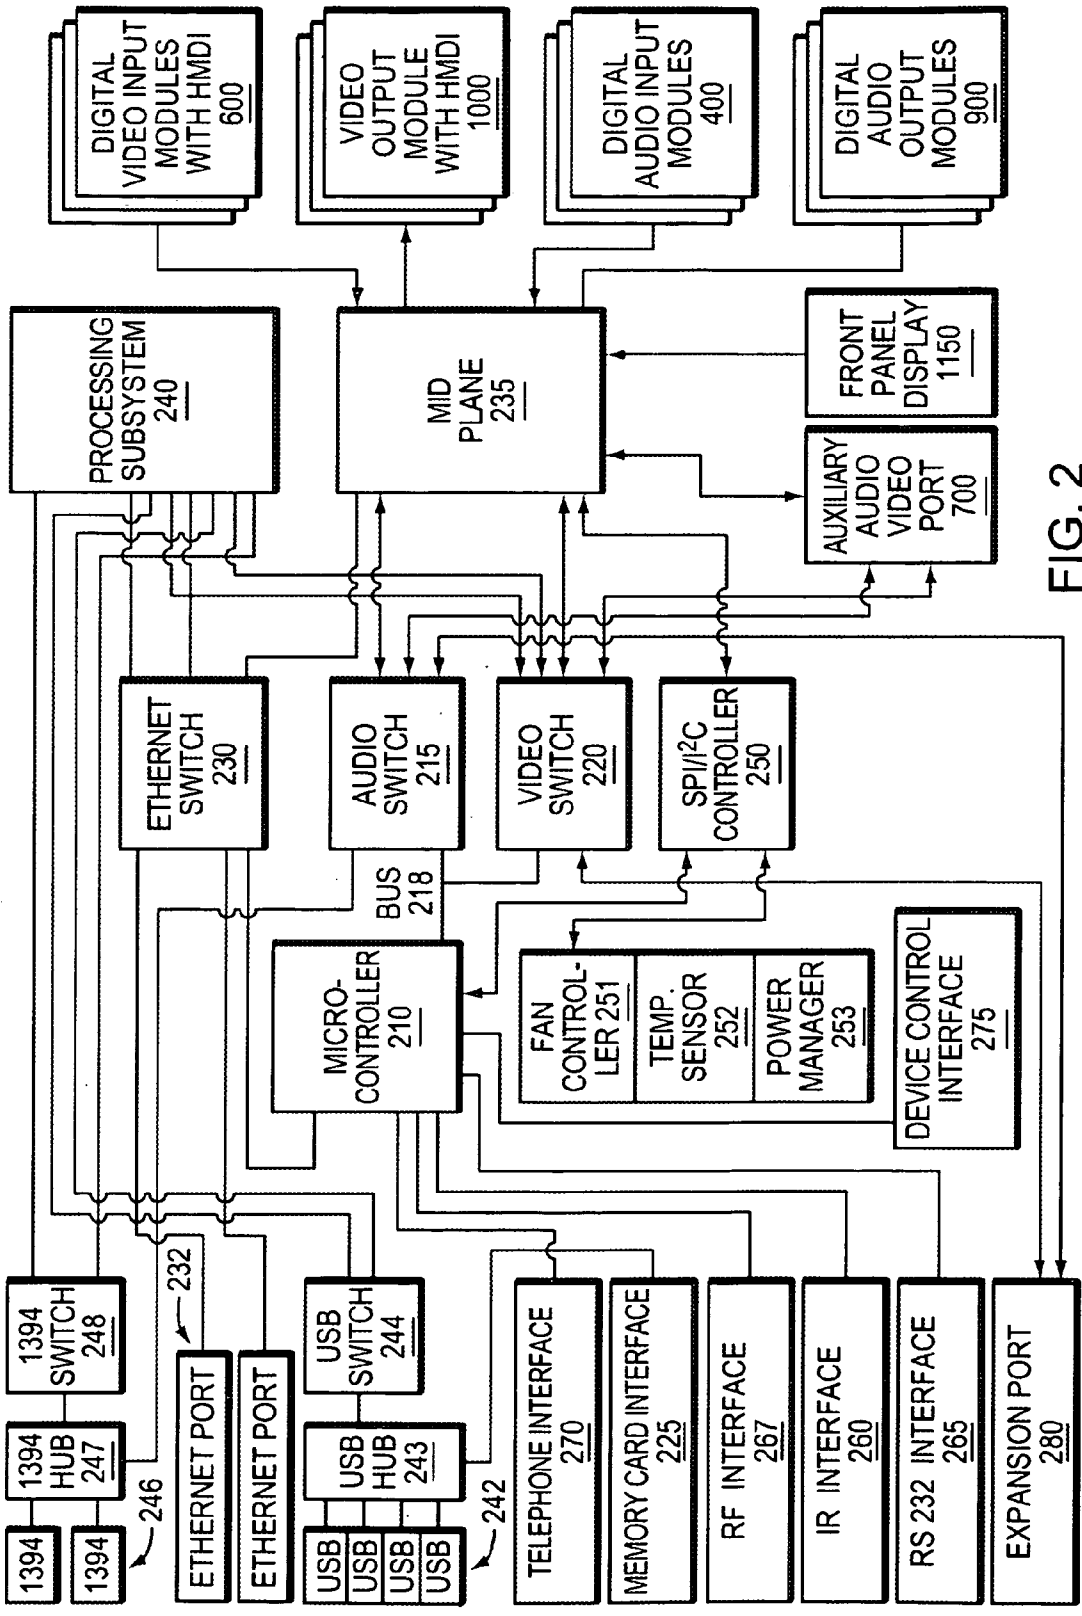 1394
1394
246
1394
HUB
247
1394
SWITCH
248
ETHERNET PORT
ETHERNET PORT
232
USB
USB
USB
USB
242
USB
HUB
243
USB
SWITCH
244
TELEPHONE INTERFACE
270
MEMORY CARD INTERFACE
225
RF INTERFACE
267
IR INTERFACE
260
RS 232 INTERFACE
265
EXPANSION PORT
280
MICRO-
CONTROLLER
210
BUS
218
FAN
CONTROL-
LER 251
TEMP.
SENSOR
252
POWER
MANAGER
253
DEVICE CONTROL
INTERFACE
275
ETHERNET
SWITCH
230
AUDIO
SWITCH
215
VIDEO
SWITCH
220
SPI/I²C
CONTROLLER
250
PROCESSING
SUBSYSTEM
240
MID
PLANE
235
AUXILIARY
AUDIO
VIDEO
PORT
700
FRONT
PANEL
DISPLAY
1150
DIGITAL
VIDEO INPUT
MODULES
WITH HMDI
600
VIDEO
OUTPUT
MODULE
WITH HMDI
1000
DIGITAL
AUDIO INPUT
MODULES
400
DIGITAL
AUDIO
OUTPUT
MODULES
900
FIG. 2